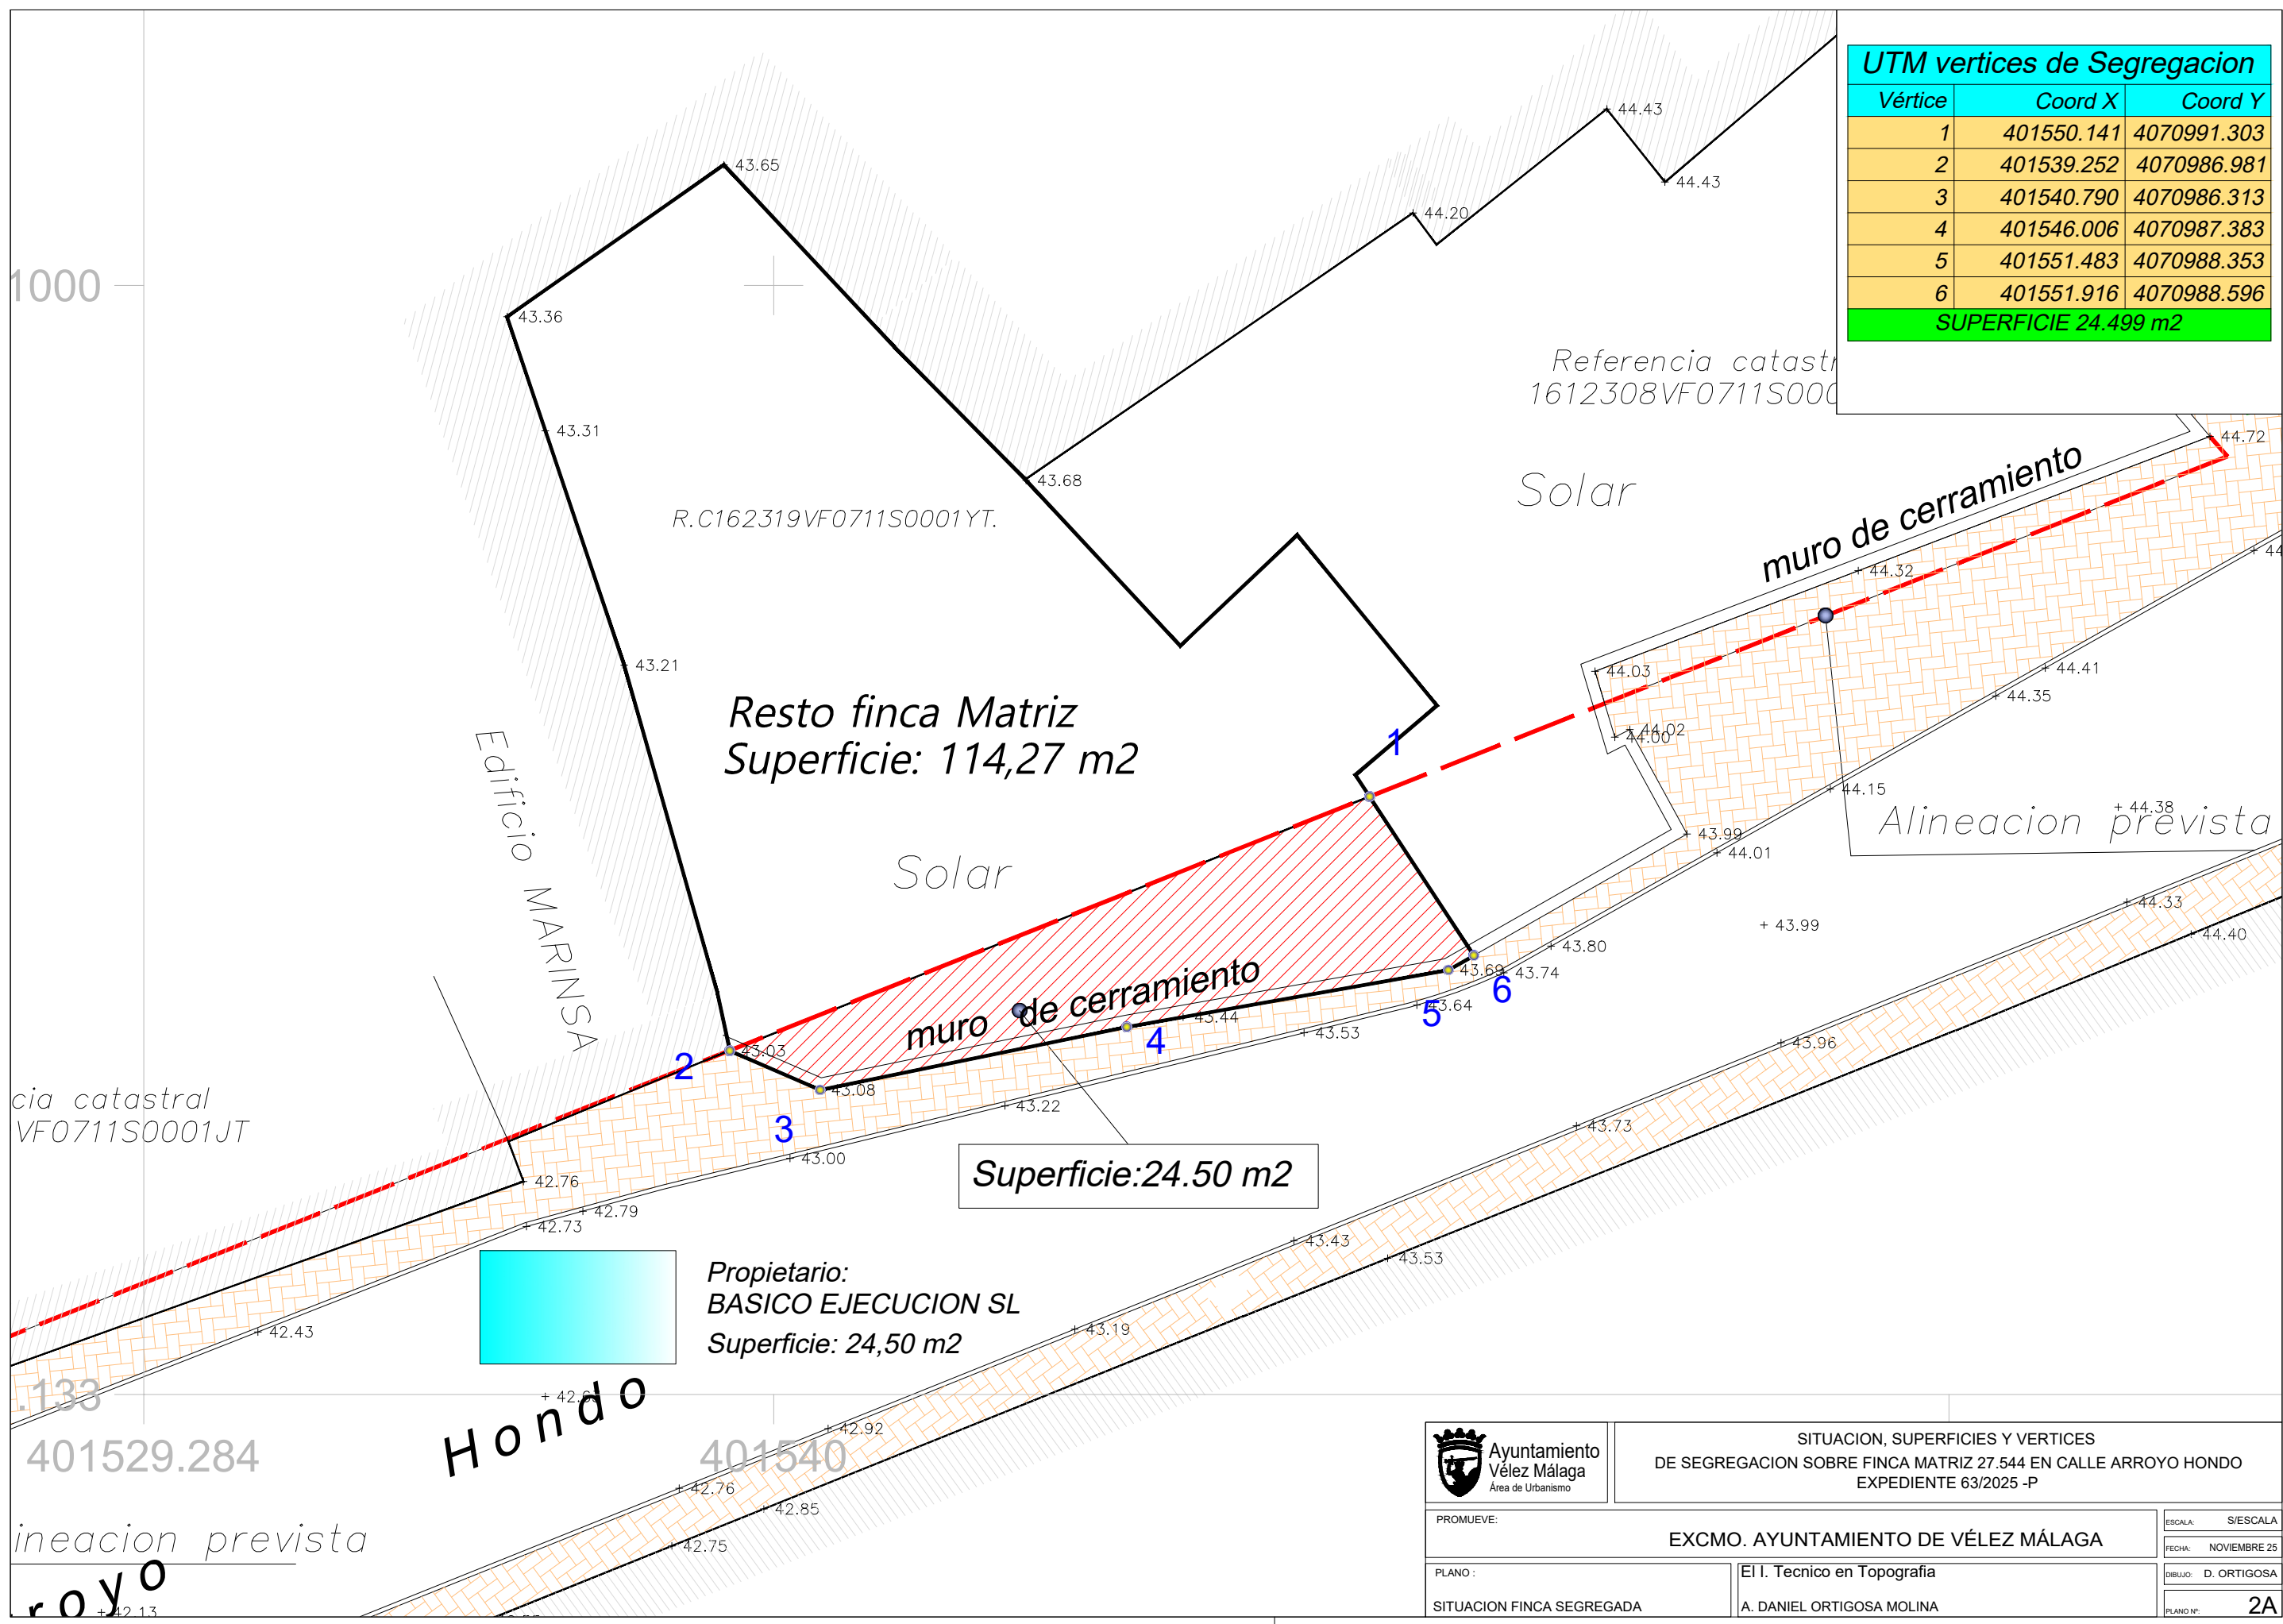 UTM vertices de Segregacion
Vértice Coord X Coord Y
1 401550.141 4070991.303
2 401539.252 4070986.981
3 401540.790 4070986.313
4 401546.006 4070987.383
5 401551.483 4070988.353
6 401551.916 4070988.596
SUPERFICIE 24.499 m2
44.43
43.65
44.43
44.20
1000
43.36
Referencia catastr
1612308VF0711S000
43.31
44.72
43.68
muro de cerramiento
Solar
R.C162319VF0711S0001YT.
44
44.32
43.21
44.03
44.41
44.35
Resto finca Matriz
Superficie: 114,27 m2
44.02
44.00
1
44.15
44.38
Alineacion prevista
43.99
44.01
Edificio MARINSA
Solar
44.33
43.99
44.40
43.80
43.69
43.74
6
muro de cerramiento
43.64
5
43.44
43.53
4
43.96
43.03
2
43.08
43.22
3
43.73
cia catastral
VF0711S0001JT
43.00
Superficie:24.50 m2
42.76
42.79
42.73
43.43
43.53
Propietario:
BASICO EJECUCION SL
Superficie: 24,50 m2
42.43
43.19
.133
Hondo
42.92
401529.284
401540
42.76
42.85
42.75
ineacion prevista
royo
42.13
Ayuntamiento
Vélez Málaga
Área de Urbanismo
SITUACION, SUPERFICIES Y VERTICES
DE SEGREGACION SOBRE FINCA MATRIZ 27.544 EN CALLE ARROYO HONDO
EXPEDIENTE 63/2025 -P
PROMUEVE:
EXCMO. AYUNTAMIENTO DE VÉLEZ MÁLAGA
ESCALA: S/ESCALA
FECHA: NOVIEMBRE 25
PLANO :
SITUACION FINCA SEGREGADA
El I. Tecnico en Topografia
A. DANIEL ORTIGOSA MOLINA
DIBUJO: D. ORTIGOSA
PLANO Nº: 2A